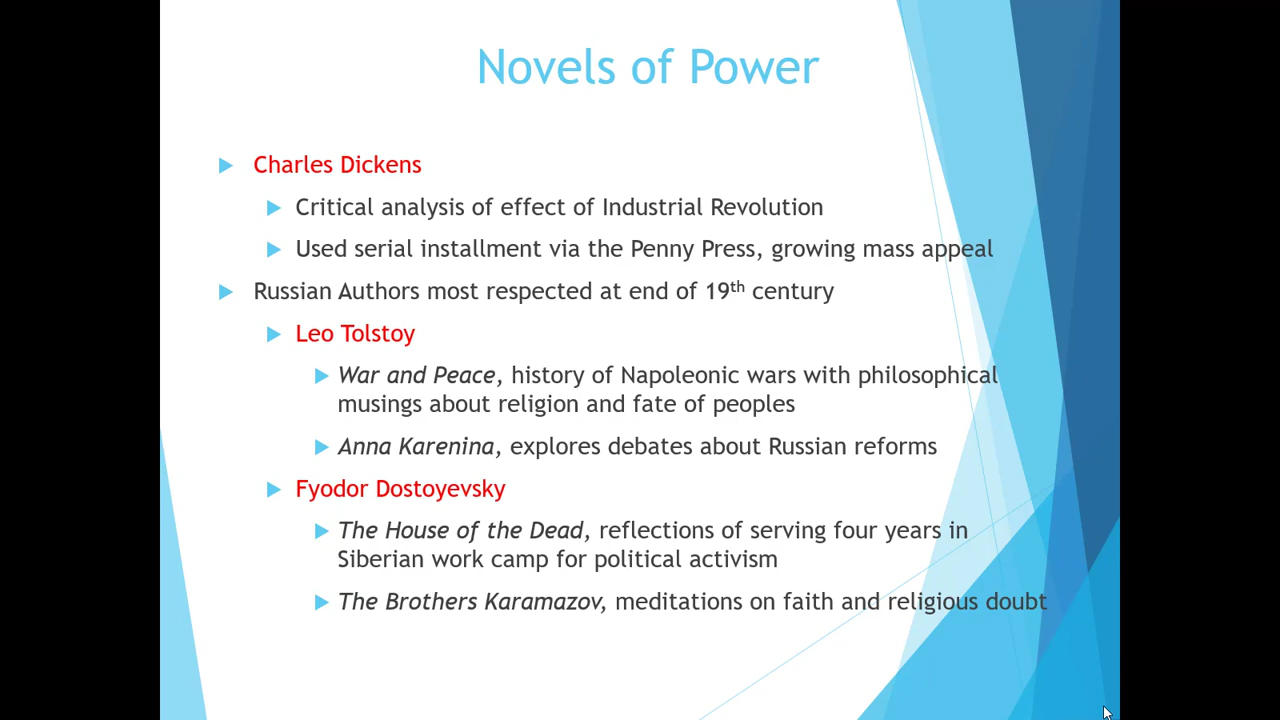 Novels of Power
Charles Dickens
Critical analysis of effect of Industrial Revolution
Used serial installment via the Penny Press, growing mass appeal
Russian Authors most respected at end of 19th century
Leo Tolstoy
War and Peace, history of Napoleonic wars with philosophical
musings about religion and fate of peoples
Anna Karenina, explores debates about Russian reforms
Fyodor Dostoyevsky
The House of the Dead, reflections of serving four years in
Siberian work camp for political activism
The Brothers Karamazov, meditations on faith and religious doubt